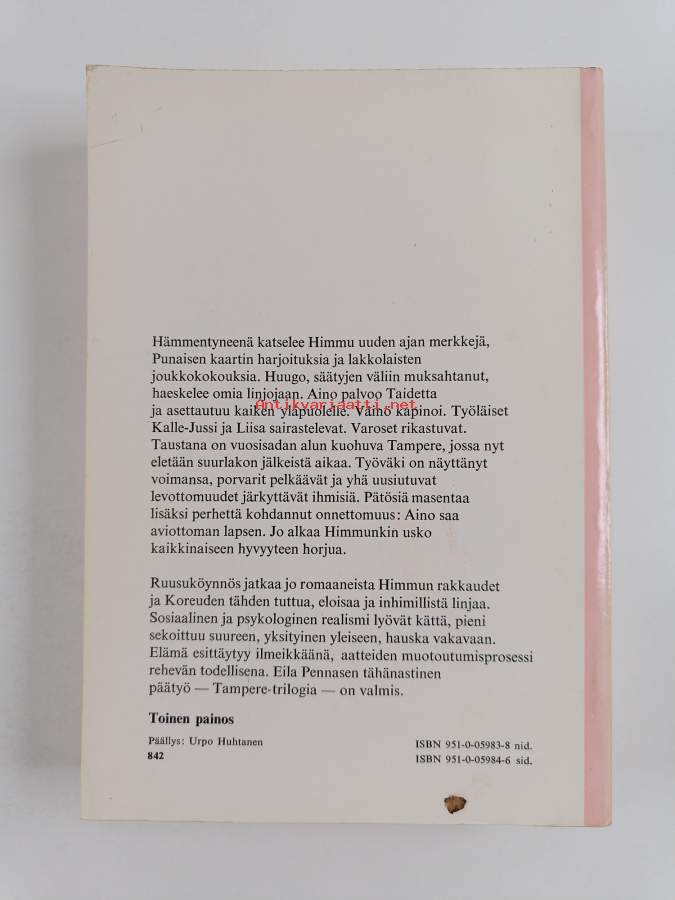 Hämmentyneenä katselee Himmu uuden ajan merkkejä,
Punaisen kaartin harjoituksia ja lakkolaisten
joukkokokouksia. Huugo, säätyjen väliin muksahtanut,
haeskelee omia linjojaan. Aino palvoo Taidetta
ja asettautuu kaiken yläpuolelle. Väinö kapinoi. Työläiset
Antikvariaatti.net
Kalle-Jussi ja Liisa sairastelevat. Varoset rikastuvat.
Taustana on vuosisadan alun kuohuva Tampere, jossa nyt
eletään suurlakon jälkeistä aikaa. Työväki on näyttänyt
voimansa, porvarit pelkäävät ja yhä uusiutuvat
levottomuudet järkyttävät ihmisiä. Pätösiä masentaa
lisäksi perhettä kohdannut onnettomuus: Aino saa
aviottoman lapsen. Jo alkaa Himmunkin usko
kaikkinaiseen hyvyyteen horjua.
Ruusuköynnös jatkaa jo romaaneista Himmun rakkaudet
ja Koreuden tähden tuttua, eloisaa ja inhimillistä linjaa.
Sosiaalinen ja psykologinen realismi lyövät kättä, pieni
sekoittuu suureen, yksityinen yleiseen, hauska vakavaan.
Elämä esittäytyy ilmeikkäänä, aatteiden muotoutumisprosessi
rehevän todellisena. Eila Pennasen tähänastinen
päätyö — Tampere-trilogia — on valmis.
Toinen painos
Päällys: Urpo Huhtanen
842
ISBN 951-0-05983-8 nid.
ISBN 951-0-05984-6 sid.